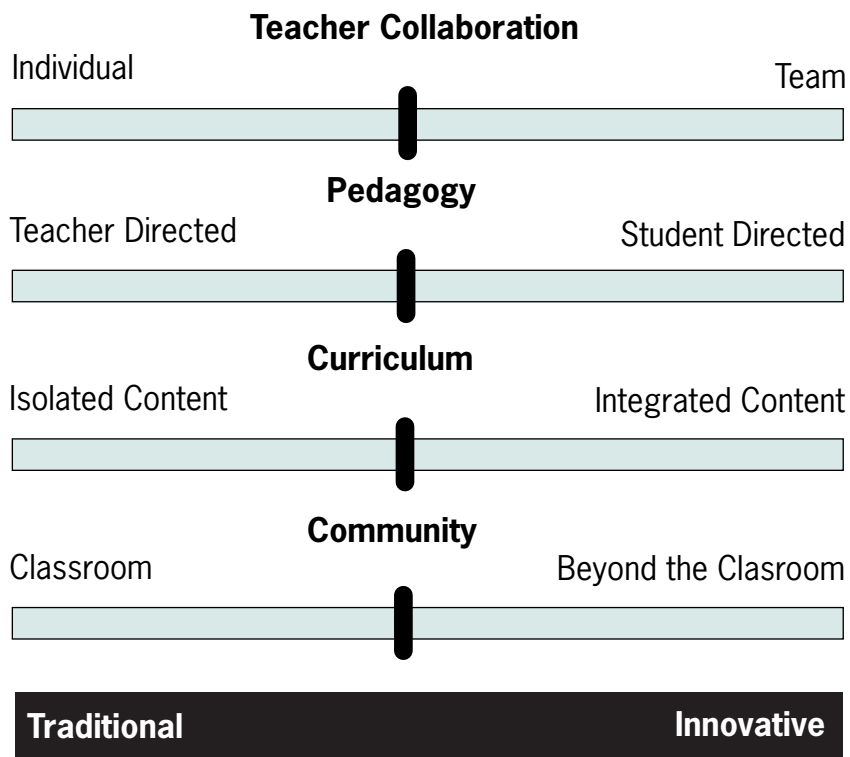 Teacher Collaboration
Individual Team
Pedagogy
Teacher Directed Student Directed
Curriculum
Isolated Content Integrated Content
Community
Classroom Beyond the Clasroom
Traditional Innovative